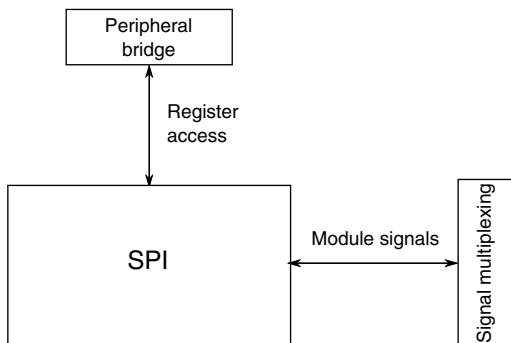 Peripheral
bridge
Register
access
SPI
Module signals
Signal multiplexing